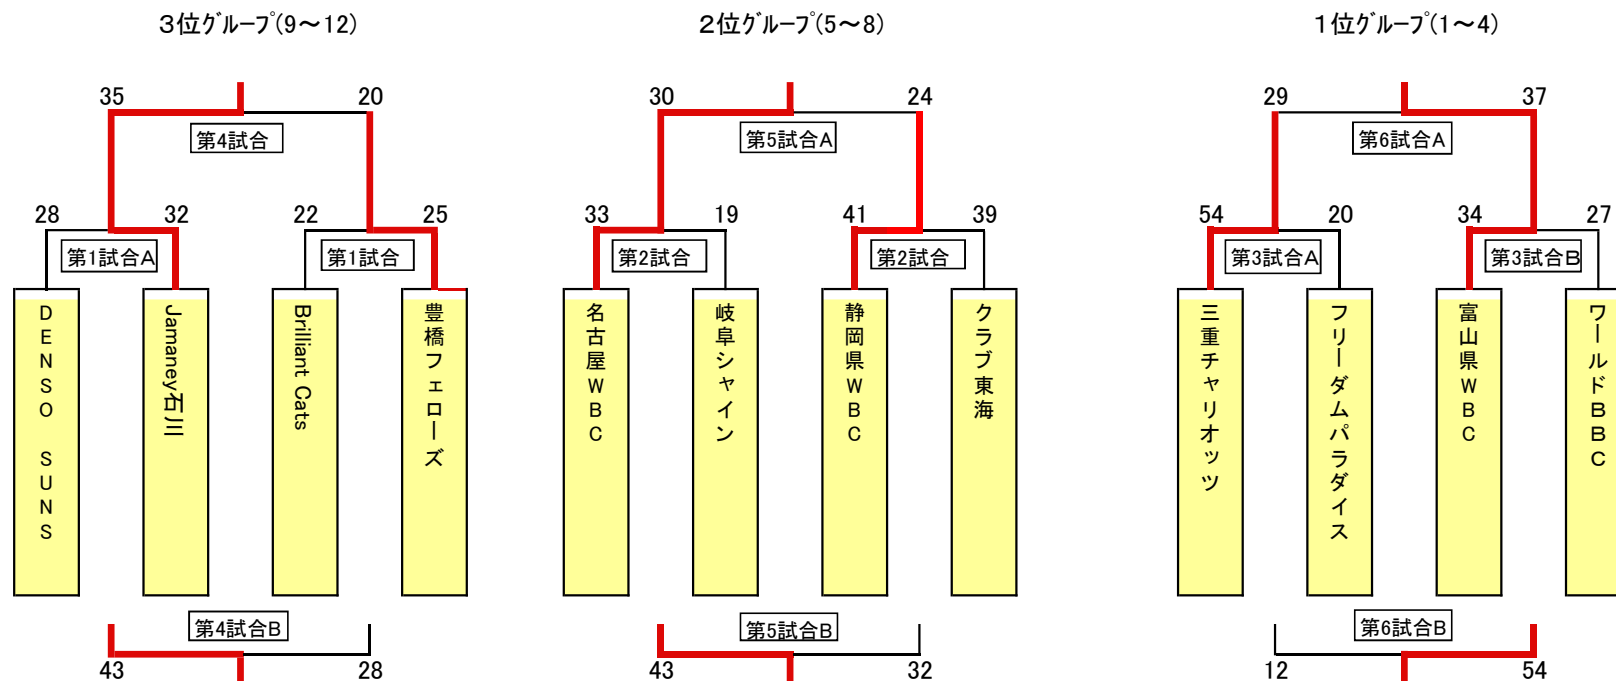 ３位ｸﾞﾙｰﾌﾟ(9～12)
２位ｸﾞﾙｰﾌﾟ(5～8)
１位ｸﾞﾙｰﾌﾟ(1～4)
35
20
30
24
29
37
第4試合
第5試合A
第6試合A
28
32
22
25
33
19
41
39
54
20
34
27
第1試合A
第1試合
第2試合
第2試合
第3試合A
第3試合B
DENSO SUNS
Jamaney石川
Brilliant Cats
豊橋フェローズ
名古屋WBC
岐阜シャイン
静岡県WBC
クラブ東海
三重チャリオッツ
フリーダムパラダイス
富山県WBC
ワールドBBC
第4試合B
第5試合B
第6試合B
43
28
43
32
12
54